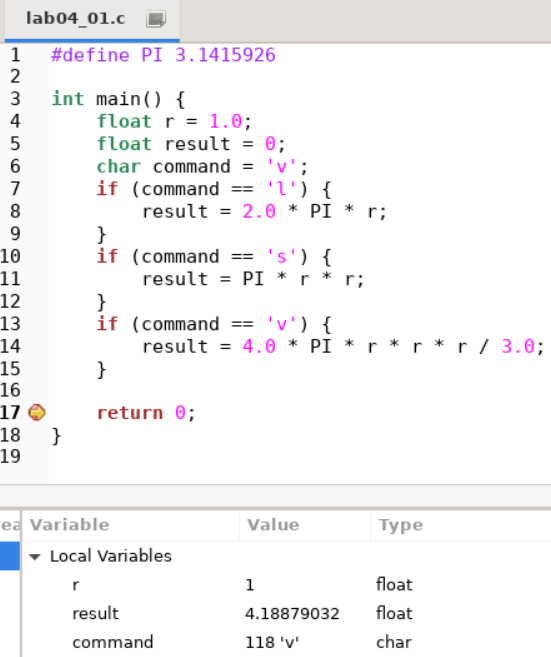 lab04_01.c
1 #define PI 3.1415926
2
3 int main() {
4     float r = 1.0;
5     float result = 0;
6     char command = 'v';
7     if (command == 'l') {
8         result = 2.0 * PI * r;
9     }
10     if (command == 's') {
11         result = PI * r * r;
12     }
13     if (command == 'v') {
14         result = 4.0 * PI * r * r * r / 3.0;
15     }
16
17     return 0;
18 }
19
Variable Value Type
Local Variables
r 1 float
result 4.18879032 float
command 118 'v' char